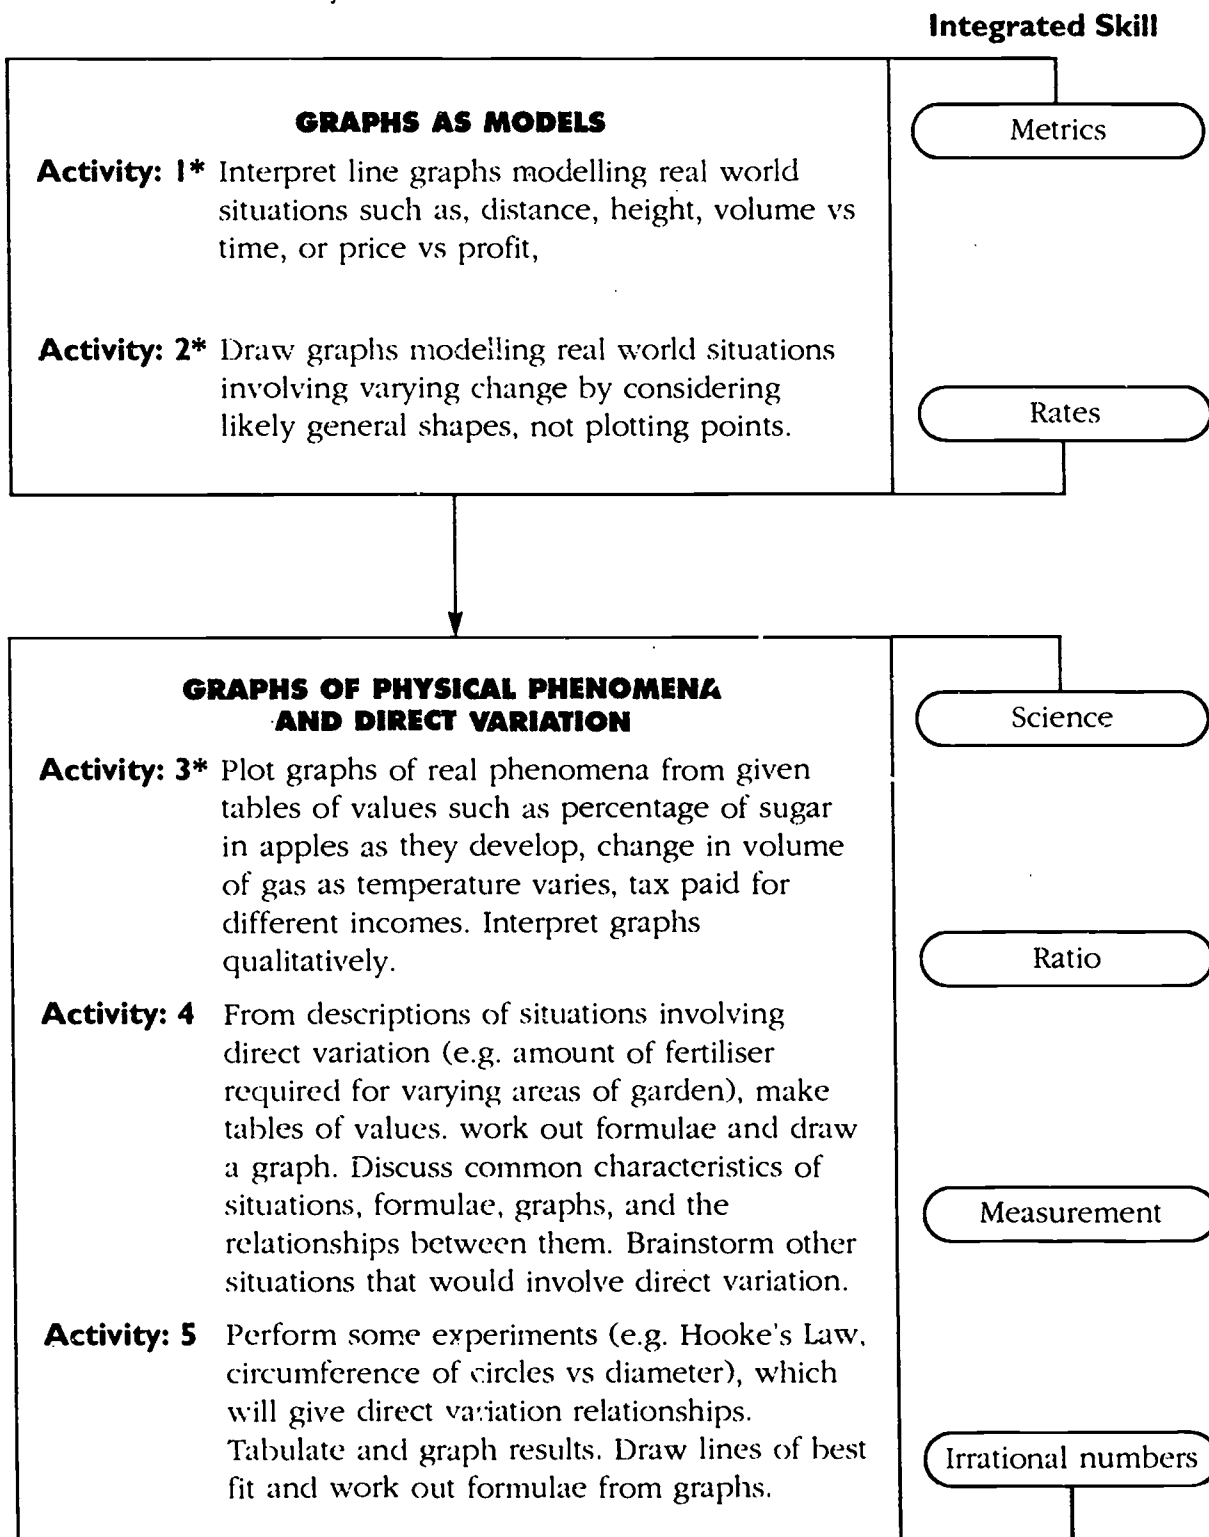 Integrated Skill
GRAPHS AS MODELS
Metrics
Activity: 1* Interpret line graphs modelling real world
situations such as, distance, height, volume vs
time, or price vs profit,
Activity: 2* Draw graphs modelling real world situations
involving varying change by considering
likely general shapes, not plotting points.
Rates
GRAPHS OF PHYSICAL PHENOMENA
AND DIRECT VARIATION
Science
Activity: 3* Plot graphs of real phenomena from given
tables of values such as percentage of sugar
in apples as they develop, change in volume
of gas as temperature varies, tax paid for
different incomes. Interpret graphs
qualitatively.
Ratio
Activity: 4 From descriptions of situations involving
direct variation (e.g. amount of fertiliser
required for varying areas of garden), make
tables of values. work out formulae and draw
a graph. Discuss common characteristics of
situations, formulae, graphs, and the
relationships between them. Brainstorm other
situations that would involve direct variation.
Measurement
Activity: 5 Perform some experiments (e.g. Hooke's Law,
circumference of circles vs diameter), which
will give direct variation relationships.
Tabulate and graph results. Draw lines of best
fit and work out formulae from graphs.
Irrational numbers